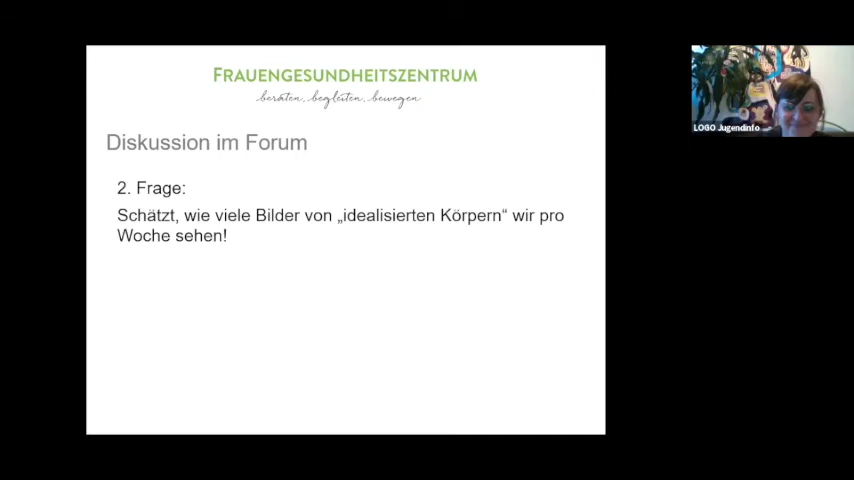 FRAUENGESUNDHEITSZENTRUM
beraten, begleiten, bewegen
LOGO Jugendinfo
Diskussion im Forum
2. Frage:
Schätzt, wie viele Bilder von „idealisierten Körpern“ wir pro
Woche sehen!